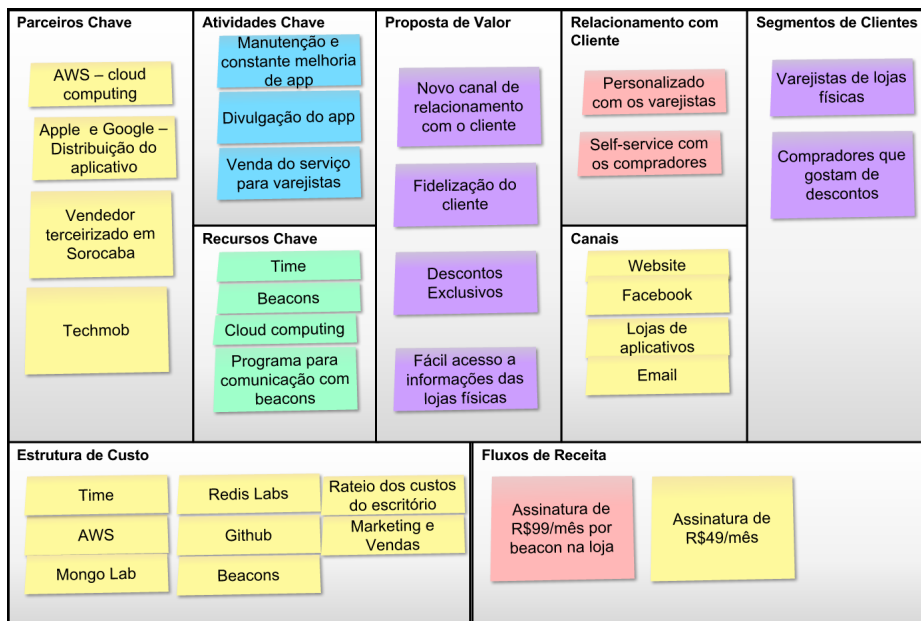 Parceiros Chave
AWS – cloud
computing
Apple e Google –
Distribuição do
aplicativo
Vendedor
terceirizado em
Sorocaba
Techmob
Atividades Chave
Manutenção e
constante melhoria
de app
Divulgação do app
Venda do serviço
para varejistas
Recursos Chave
Time
Beacons
Cloud computing
Programa para
comunicação com
beacons
Proposta de Valor
Novo canal de
relacionamento
com o cliente
Fidelização do
cliente
Descontos
Exclusivos
Fácil acesso a
informações das
lojas físicas
Relacionamento com
Cliente
Personalizado
com os varejistas
Self-service com
os compradores
Canais
Website
Facebook
Lojas de
aplicativos
Email
Segmentos de Clientes
Varejistas de lojas
físicas
Compradores que
gostam de
descontos
Estrutura de Custo
Time
AWS
Mongo Lab
Redis Labs
Github
Beacons
Rateio dos custos
do escritório
Marketing e
Vendas
Fluxos de Receita
Assinatura de
R$99/mês por
beacon na loja
Assinatura de
R$49/mês